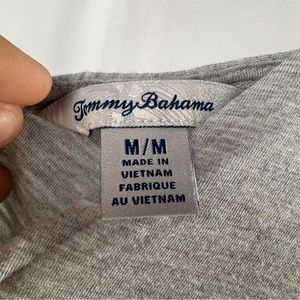 Tommy Bahama
M/M
MADE IN
VIETNAM
FABRIQUE
AU VIETNAM